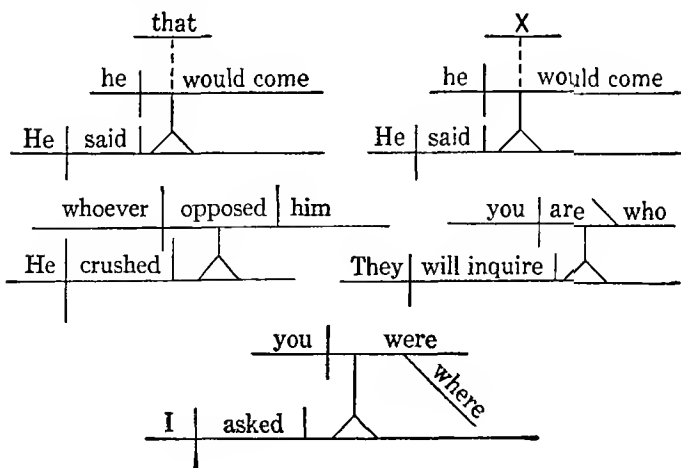 that X
he would come he would come
He said He said
whoever opposed him you are who
He crushed They will inquire
you were
where
I asked